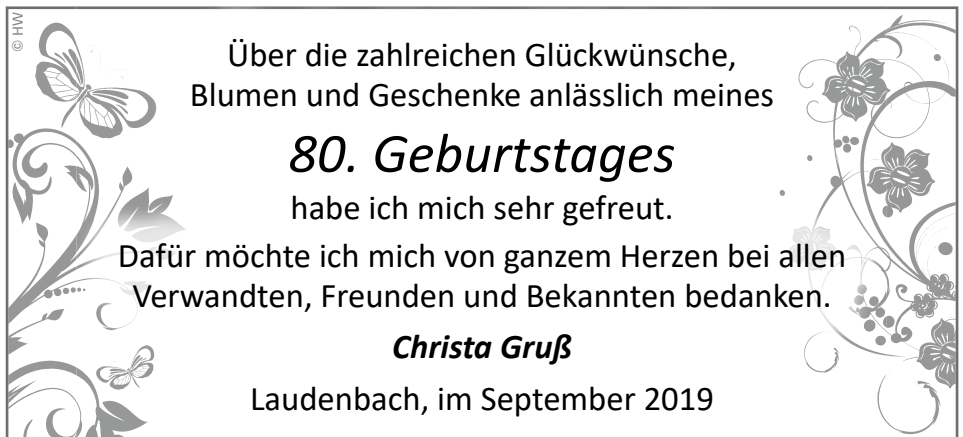 © HW
Über die zahlreichen Glückwünsche,
Blumen und Geschenke anlässlich meines
80. Geburtstages
habe ich mich sehr gefreut.
Dafür möchte ich mich von ganzem Herzen bei allen
Verwandten, Freunden und Bekannten bedanken.
Christa Gruß
Laudenbach, im September 2019